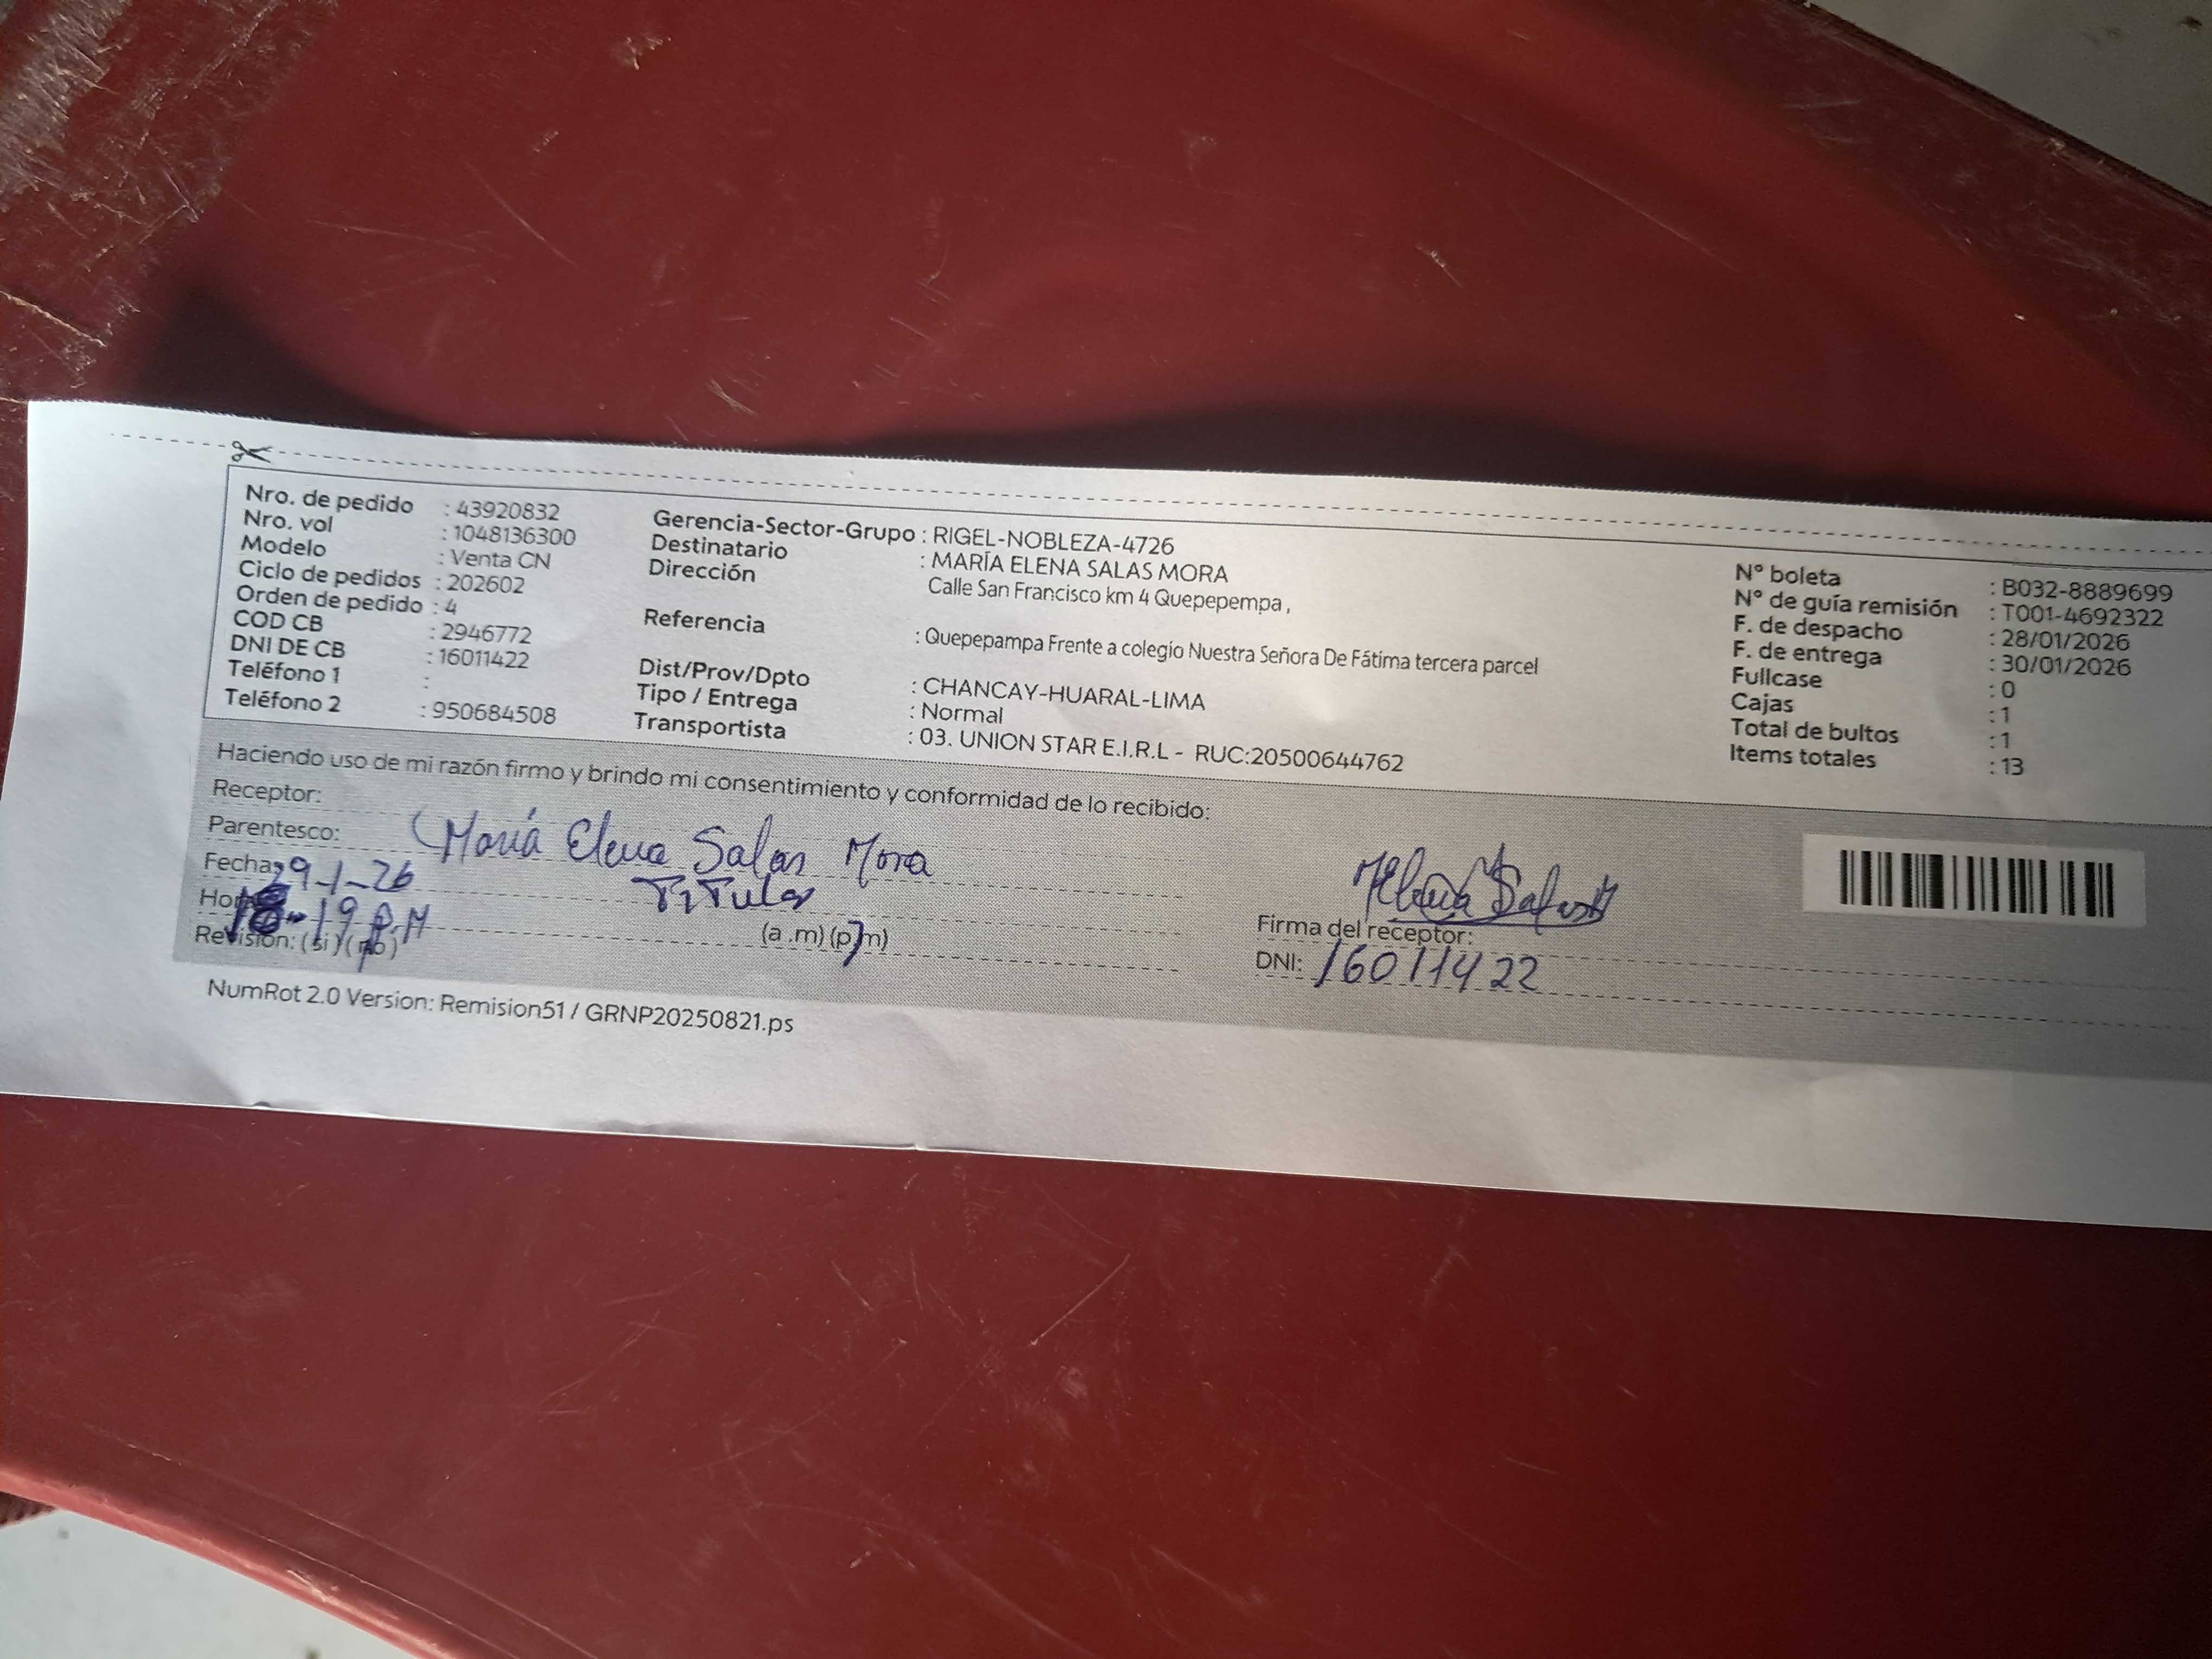 Nro. de pedido : 43920832
Nro. vol : 1048136300
Modelo : Venta CN
Ciclo de pedidos : 202602
Orden de pedido : 4
COD CB : 2946772
DNI DE CB : 16011422
Teléfono 1 :
Teléfono 2 : 950684508
Gerencia-Sector-Grupo : RIGEL-NOBLEZA-4726
Destinatario : MARÍA ELENA SALAS MORA
Dirección Calle San Francisco km 4 Quepepempa ,
Referencia : Quepepampa Frente a colegio Nuestra Señora De Fátima tercera parcel
Dist/Prov/Dpto : CHANCAY-HUARAL-LIMA
Tipo / Entrega : Normal
Transportista : 03. UNION STAR E.I.R.L - RUC:20500644762
N° boleta : B032-8889699
N° de guía remisión : T001-4692322
F. de despacho : 28/01/2026
F. de entrega : 30/01/2026
Fullcase : 0
Cajas : 1
Total de bultos : 1
Items totales : 13
Haciendo uso de mi razón firmo y brindo mi consentimiento y conformidad de lo recibido:
Receptor: María Elena Salas Mora
Parentesco: TiTular
Fecha: 29-1-26
Hora 19 P.M (a .m) (p.m)
Revisión: (si) (no)
Firma del receptor:
DNI: 16011422
NumRot 2.0 Version: Remision51 / GRNP20250821.ps